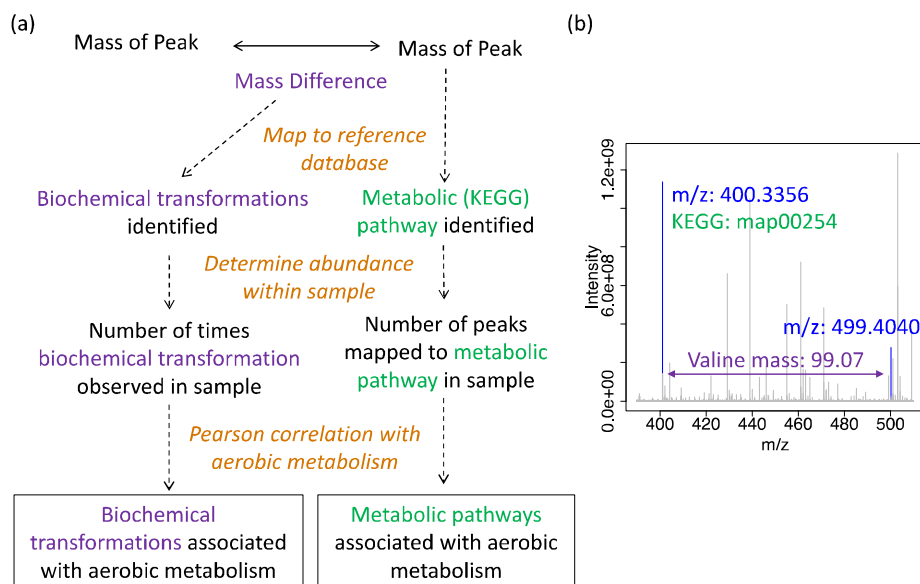 (a)
Mass of Peak
Mass of Peak
Mass Difference
Map to reference
database
Biochemical transformations
identified
Metabolic (KEGG)
pathway identified
Determine abundance
within sample
Number of times
biochemical transformation
observed in sample
Number of peaks
mapped to metabolic
pathway in sample
Pearson correlation with
aerobic metabolism
Biochemical
transformations associated
with aerobic metabolism
Metabolic pathways
associated with aerobic
metabolism
(b)
Intensity
0.0e+00
6.0e+08
1.2e+09
m/z: 400.3356
KEGG: map00254
m/z: 499.4040
Valine mass: 99.07
400
420
440
460
480
500
m/z